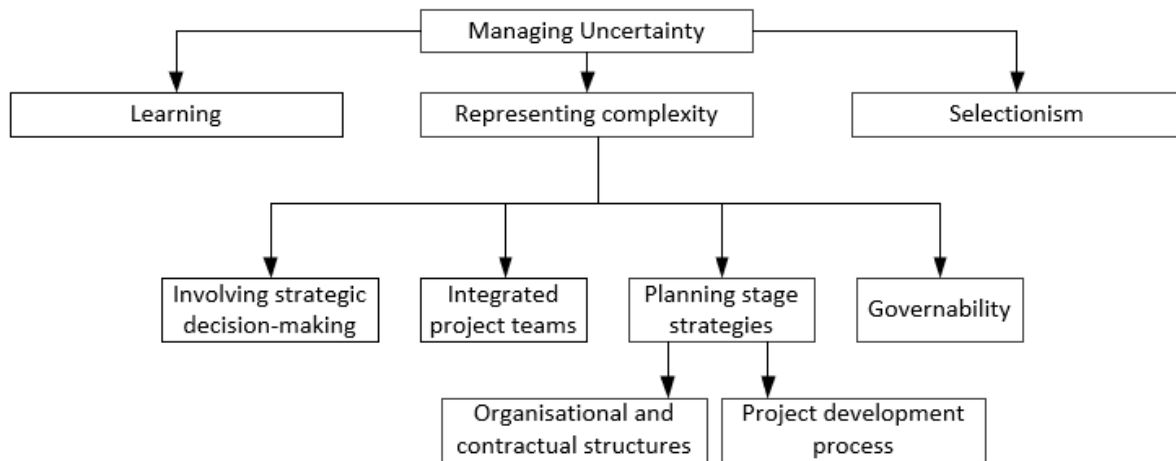 Managing Uncertainty
Learning
Representing complexity
Selectionism
Involving strategic
decision-making
Integrated
project teams
Planning stage
strategies
Governability
Organisational and
contractual structures
Project development
process